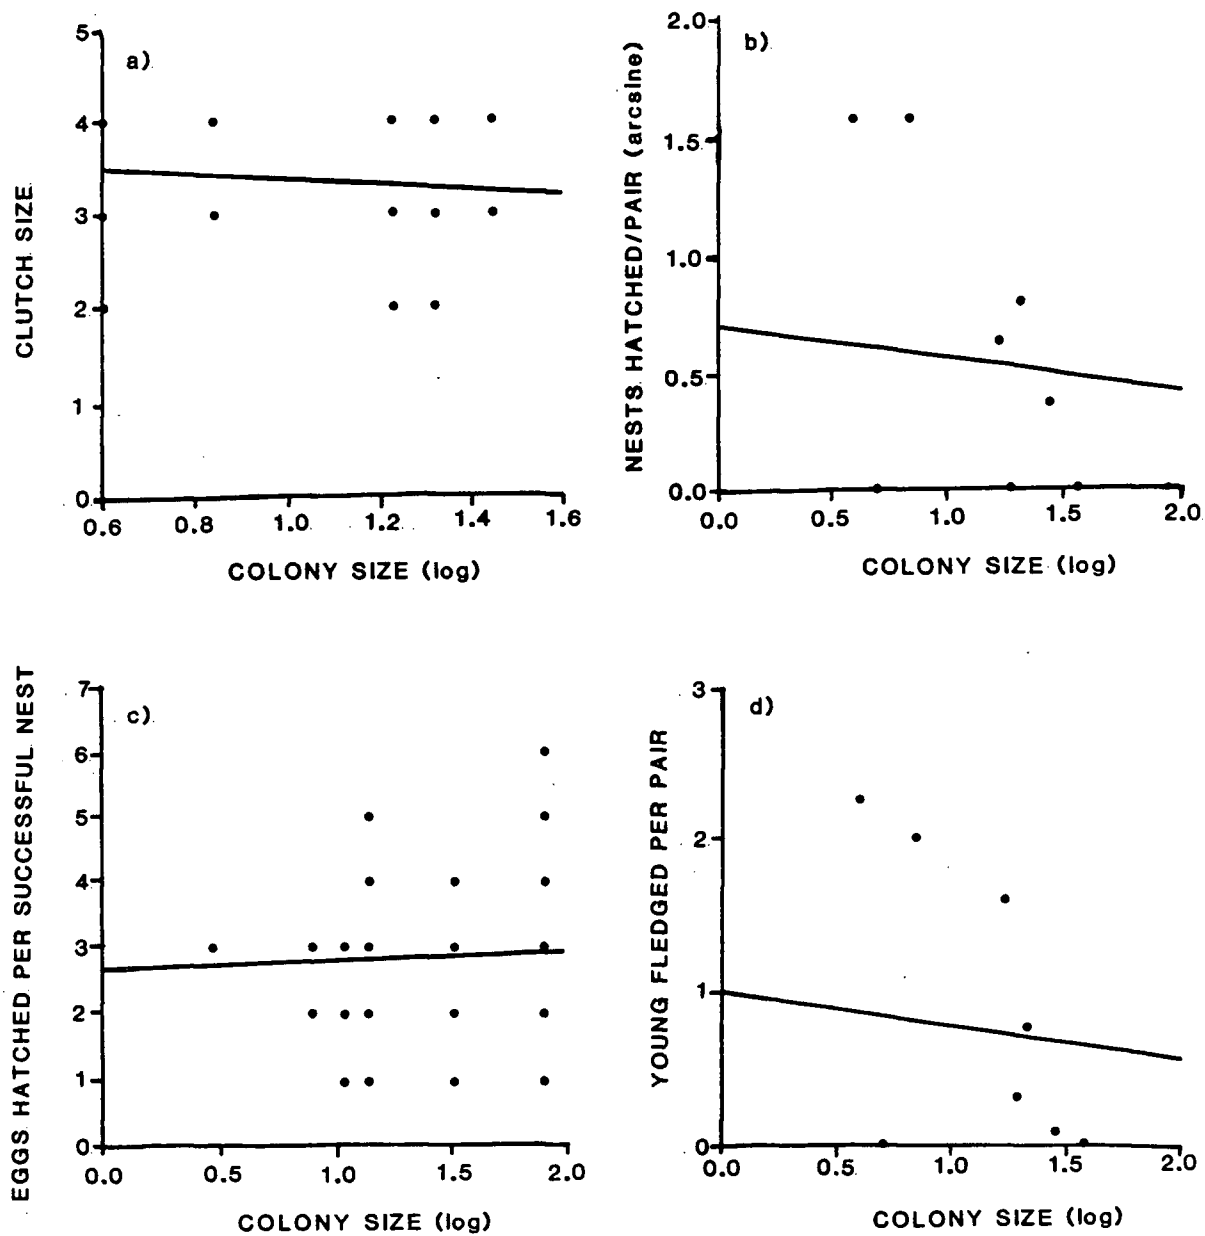 a)
CLUTCH SIZE
5
4
3
2
1
0
0.6 0.8 1.0 1.2 1.4 1.6
COLONY SIZE (log)
b)
NESTS HATCHED/PAIR (arcsine)
2.0
1.5
1.0
0.5
0.0
0.0 0.5 1.0 1.5 2.0
COLONY SIZE (log)
c)
EGGS HATCHED PER SUCCESSFUL NEST
7
6
5
4
3
2
1
0
0.0 0.5 1.0 1.5 2.0
COLONY SIZE (log)
d)
YOUNG FLEDGED PER PAIR
3
2
1
0
0.0 0.5 1.0 1.5 2.0
COLONY SIZE (log)